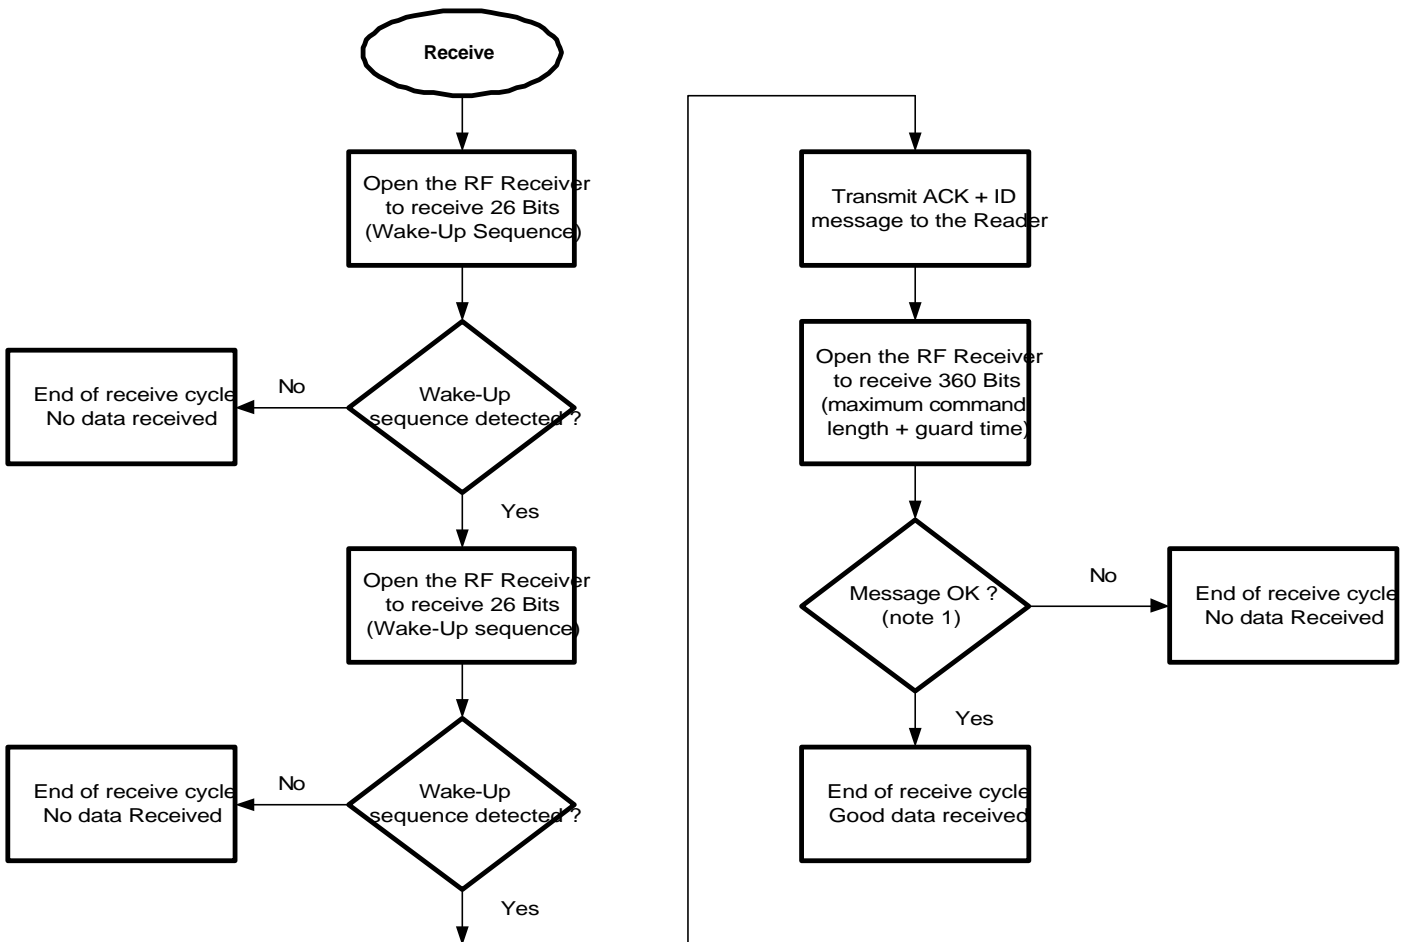 Receive
Open the RF Receiver
to receive 26 Bits
(Wake-Up Sequence)
Wake-Up
sequence detected ?
No
End of receive cycle
No data received
Yes
Open the RF Receiver
to receive 26 Bits
(Wake-Up sequence)
Wake-Up
sequence detected ?
No
End of receive cycle
No data Received
Yes
Transmit ACK + ID
message to the Reader
Open the RF Receiver
to receive 360 Bits
(maximum command
length + guard time)
Message OK ?
(note 1)
No
End of receive cycle
No data Received
Yes
End of receive cycle
Good data received